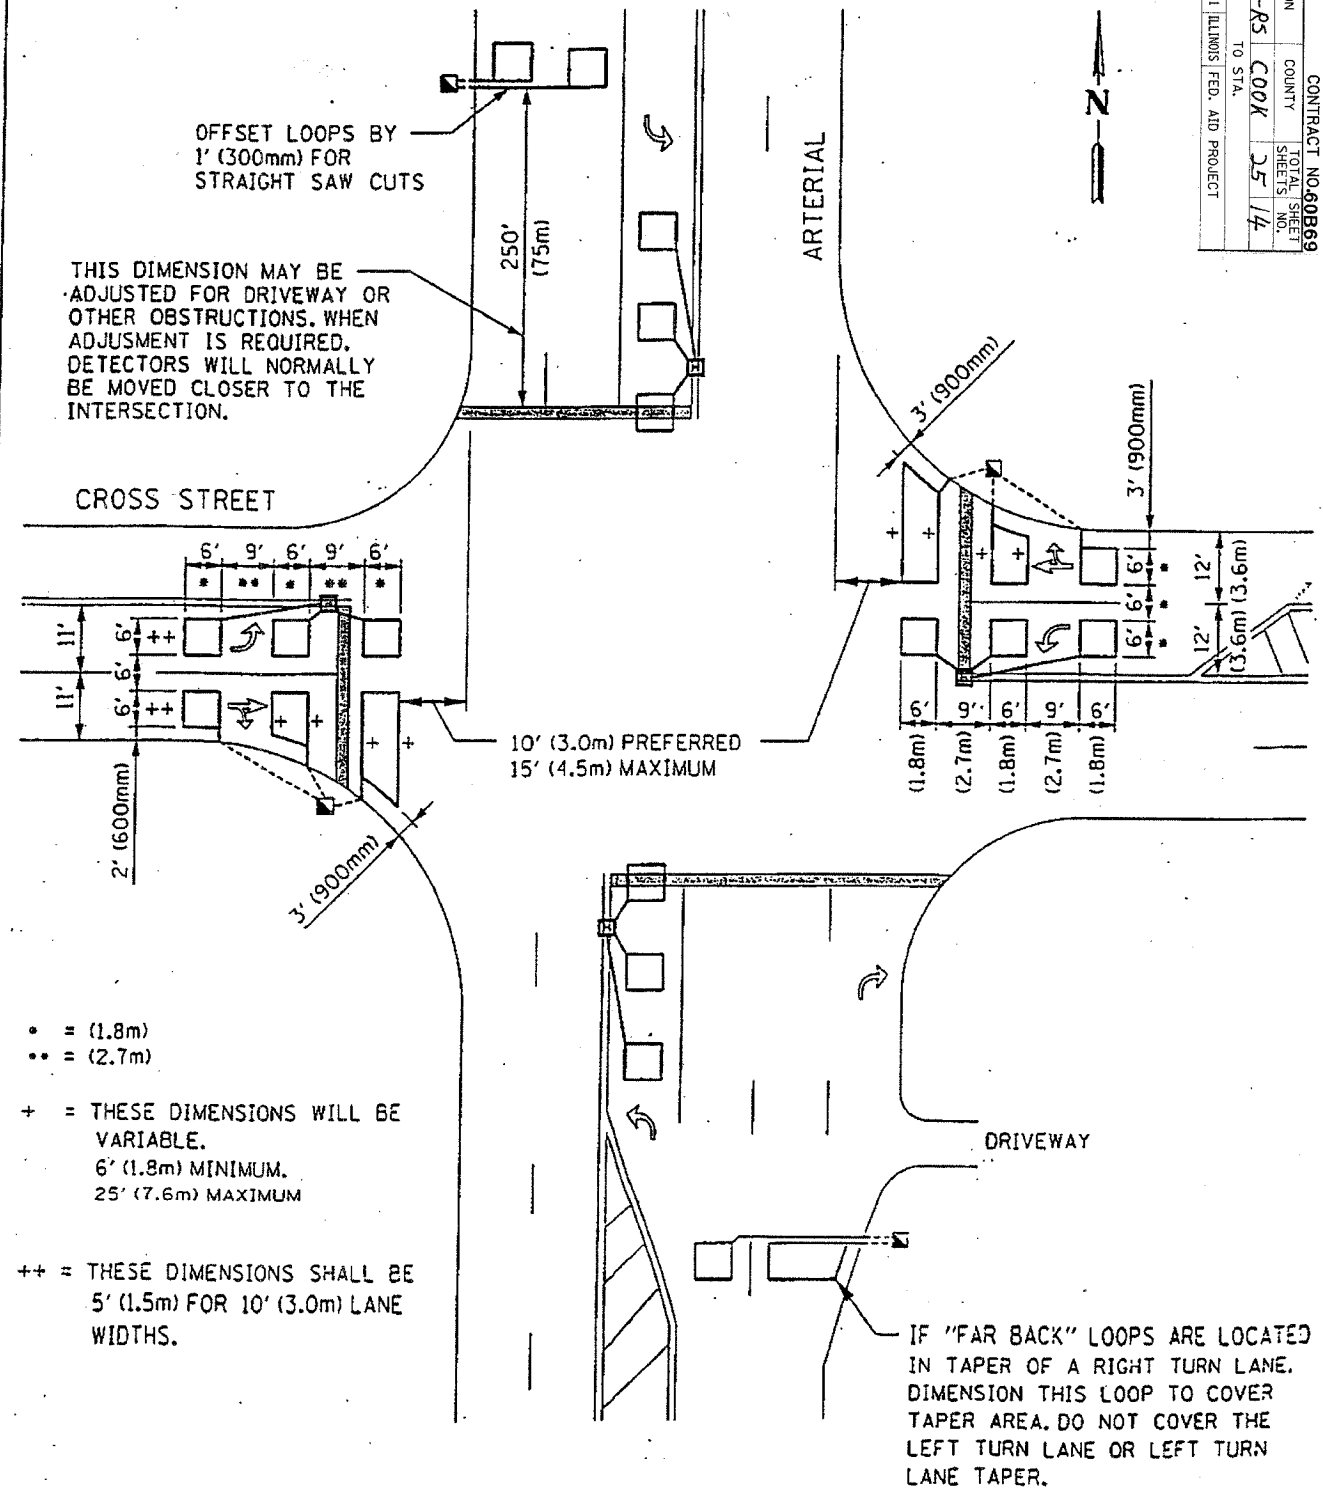 CONTRACT NO. 60B69
ON COUNTY TOTAL SHEETS SHEET NO.
-RS COOK 25 14
TO STA.
ILLINOIS FED. AID PROJECT
N
OFFSET LOOPS BY
1' (300mm) FOR
STRAIGHT SAW CUTS
250'
(75m)
ARTERIAL
THIS DIMENSION MAY BE
ADJUSTED FOR DRIVEWAY OR
OTHER OBSTRUCTIONS. WHEN
ADJUSMENT IS REQUIRED.
DETECTORS WILL NORMALLY
BE MOVED CLOSER TO THE
INTERSECTION.
3' (900mm)
3' (900mm)
CROSS STREET
6' 9' 6' 9' 6'
* ** * ** *
11'
11'
6' ++
6'
6' ++
+ +
+ +
2' (600mm)
3' (900mm)
+ +
+ +
6' *
6' *
6' *
12' (3.6m)
12' (3.6m)
6' 9' 6' 9' 6'
(1.8m) (2.7m) (1.8m) (2.7m) (1.8m)
10' (3.0m) PREFERRED
15' (4.5m) MAXIMUM
H
H
H
H
* = (1.8m)
** = (2.7m)
+ = THESE DIMENSIONS WILL BE
VARIABLE.
6' (1.8m) MINIMUM.
25' (7.6m) MAXIMUM
++ = THESE DIMENSIONS SHALL BE
5' (1.5m) FOR 10' (3.0m) LANE
WIDTHS.
DRIVEWAY
IF "FAR BACK" LOOPS ARE LOCATED
IN TAPER OF A RIGHT TURN LANE.
DIMENSION THIS LOOP TO COVER
TAPER AREA. DO NOT COVER THE
LEFT TURN LANE OR LEFT TURN
LANE TAPER.